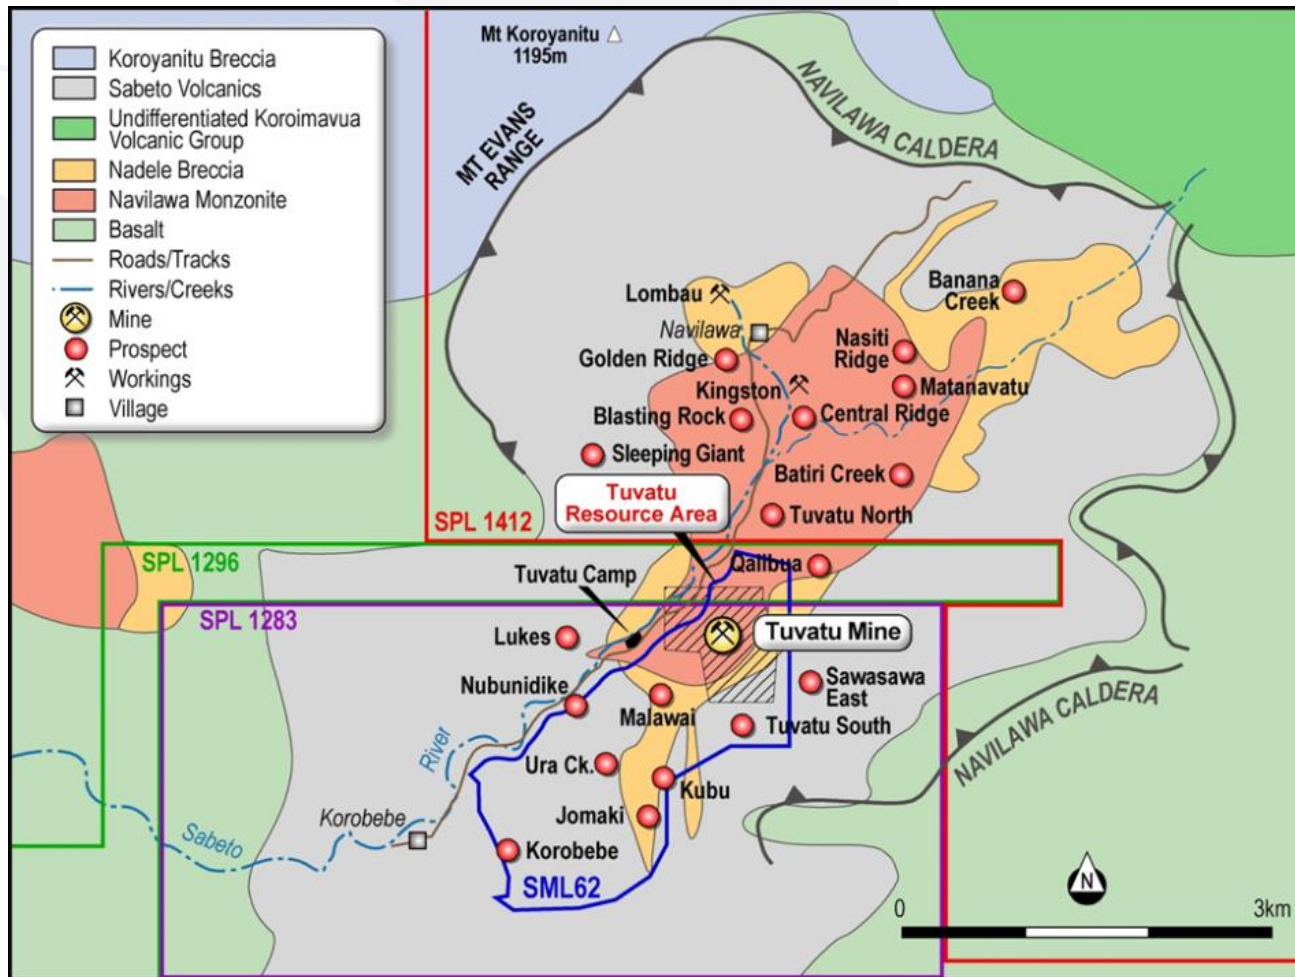 Koroyanitu Breccia
Sabeto Volcanics
Undifferentiated Koroimavua
Volcanic Group
Nadele Breccia
Navilawa Monzonite
Basalt
Roads/Tracks
Rivers/Creeks
Mine
Prospect
Workings
Village
Mt Koroyanitu
1195m
MT EVANS
RANGE
NAVILAWA CALDERA
Lombau
Navilawa
Banana
Creek
Golden Ridge
Nasiti
Ridge
Kingston
Matanavatu
Blasting Rock
Central Ridge
Sleeping Giant
Batiri Creek
Tuvatu
Resource Area
Tuvatu North
SPL 1412
SPL 1296
Tuvatu Camp
Qalibua
SPL 1283
Lukes
Tuvatu Mine
Nubunidike
Malawai
Sawasawa
East
Tuvatu South
River
Ura Ck.
Kubu
NAVILAWA CALDERA
Sabeto
Korobebe
Jomaki
Korobebe
SML62
N
0
3km